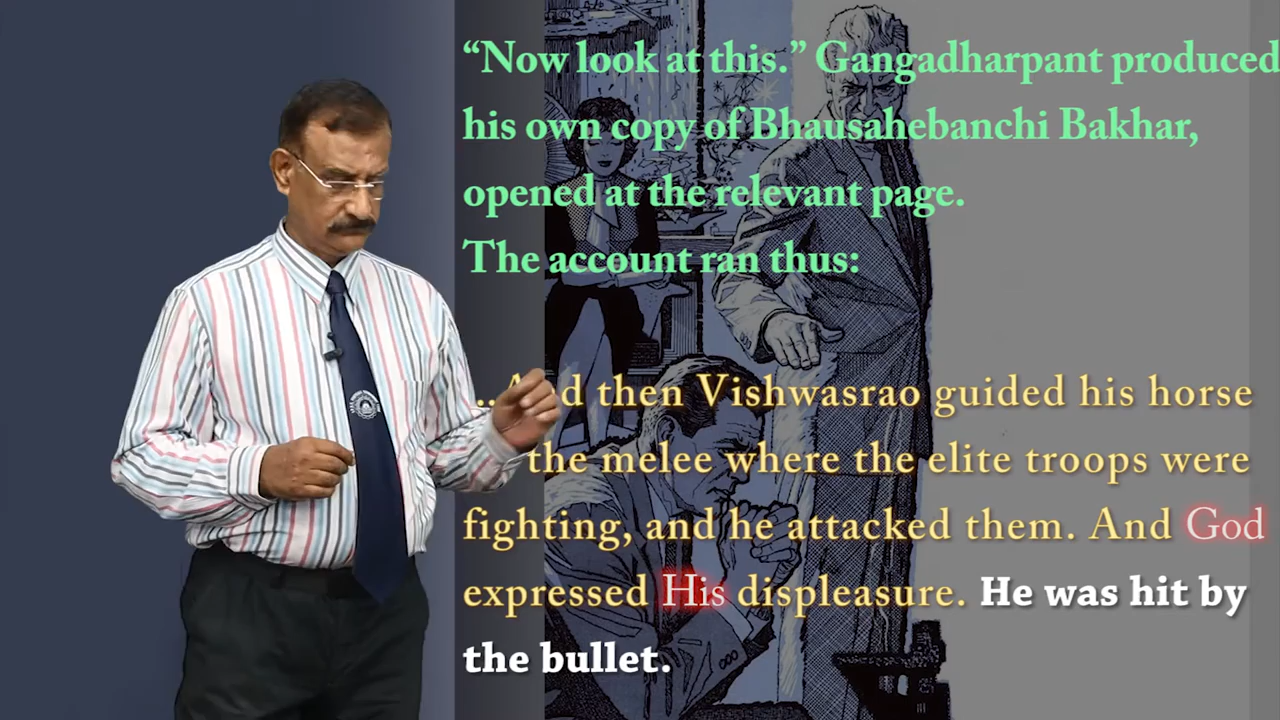 “Now look at this.” Gangadharpant produced
his own copy of Bhausahebanchi Bakhar,
opened at the relevant page.
The account ran thus:
then Vishwasrao guided his horse
the melee where the elite troops were
fighting, and he attacked them. And God
expressed His displeasure. He was hit by
the bullet.